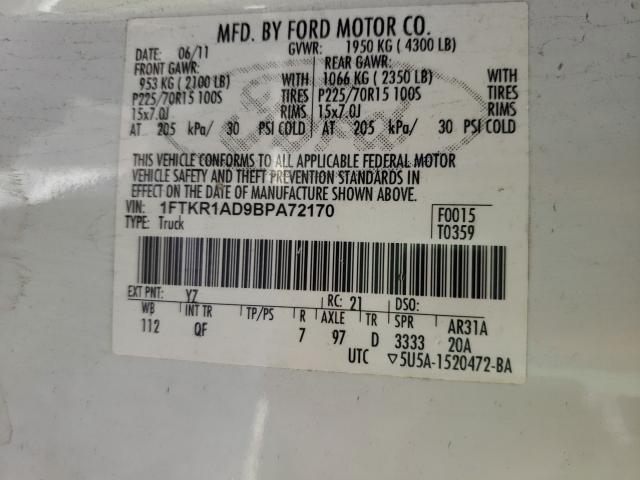 MFD. BY FORD MOTOR CO.
DATE: 06/11 GVWR: 1950 KG ( 4300 LB)
FRONT GAWR: REAR GAWR:
953 KG ( 2100 LB) WITH 1066 KG ( 2350 LB) WITH
P225/70R15 100S TIRES P225/70R15 100S TIRES
15x7.0J RIMS 15x7.0J RIMS
AT 205 kPa/ 30 PSI COLD AT 205 kPa/ 30 PSI COLD
THIS VEHICLE CONFORMS TO ALL APPLICABLE FEDERAL MOTOR
VEHICLE SAFETY AND THEFT PREVENTION STANDARDS IN
EFFECT ON THE DATE OF MANUFACTURE SHOWN ABOVE.
VIN: 1FTKR1AD9BPA72170 F0015
TYPE: Truck T0359
EXT PNT: YZ RC: 21 DSO:
WB INT TR TP/PS R AXLE TR SPR AR31A
112 QF 7 97 D 3333 20A
UTC ▽5U5A-1520472-BA